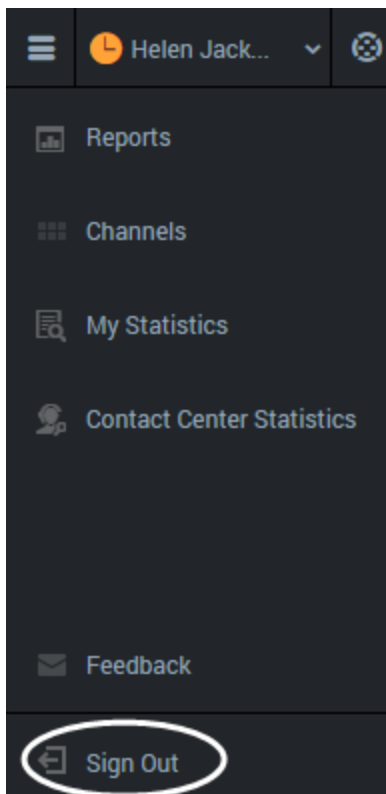 Helen Jack...
Reports
Channels
My Statistics
Contact Center Statistics
Feedback
Sign Out